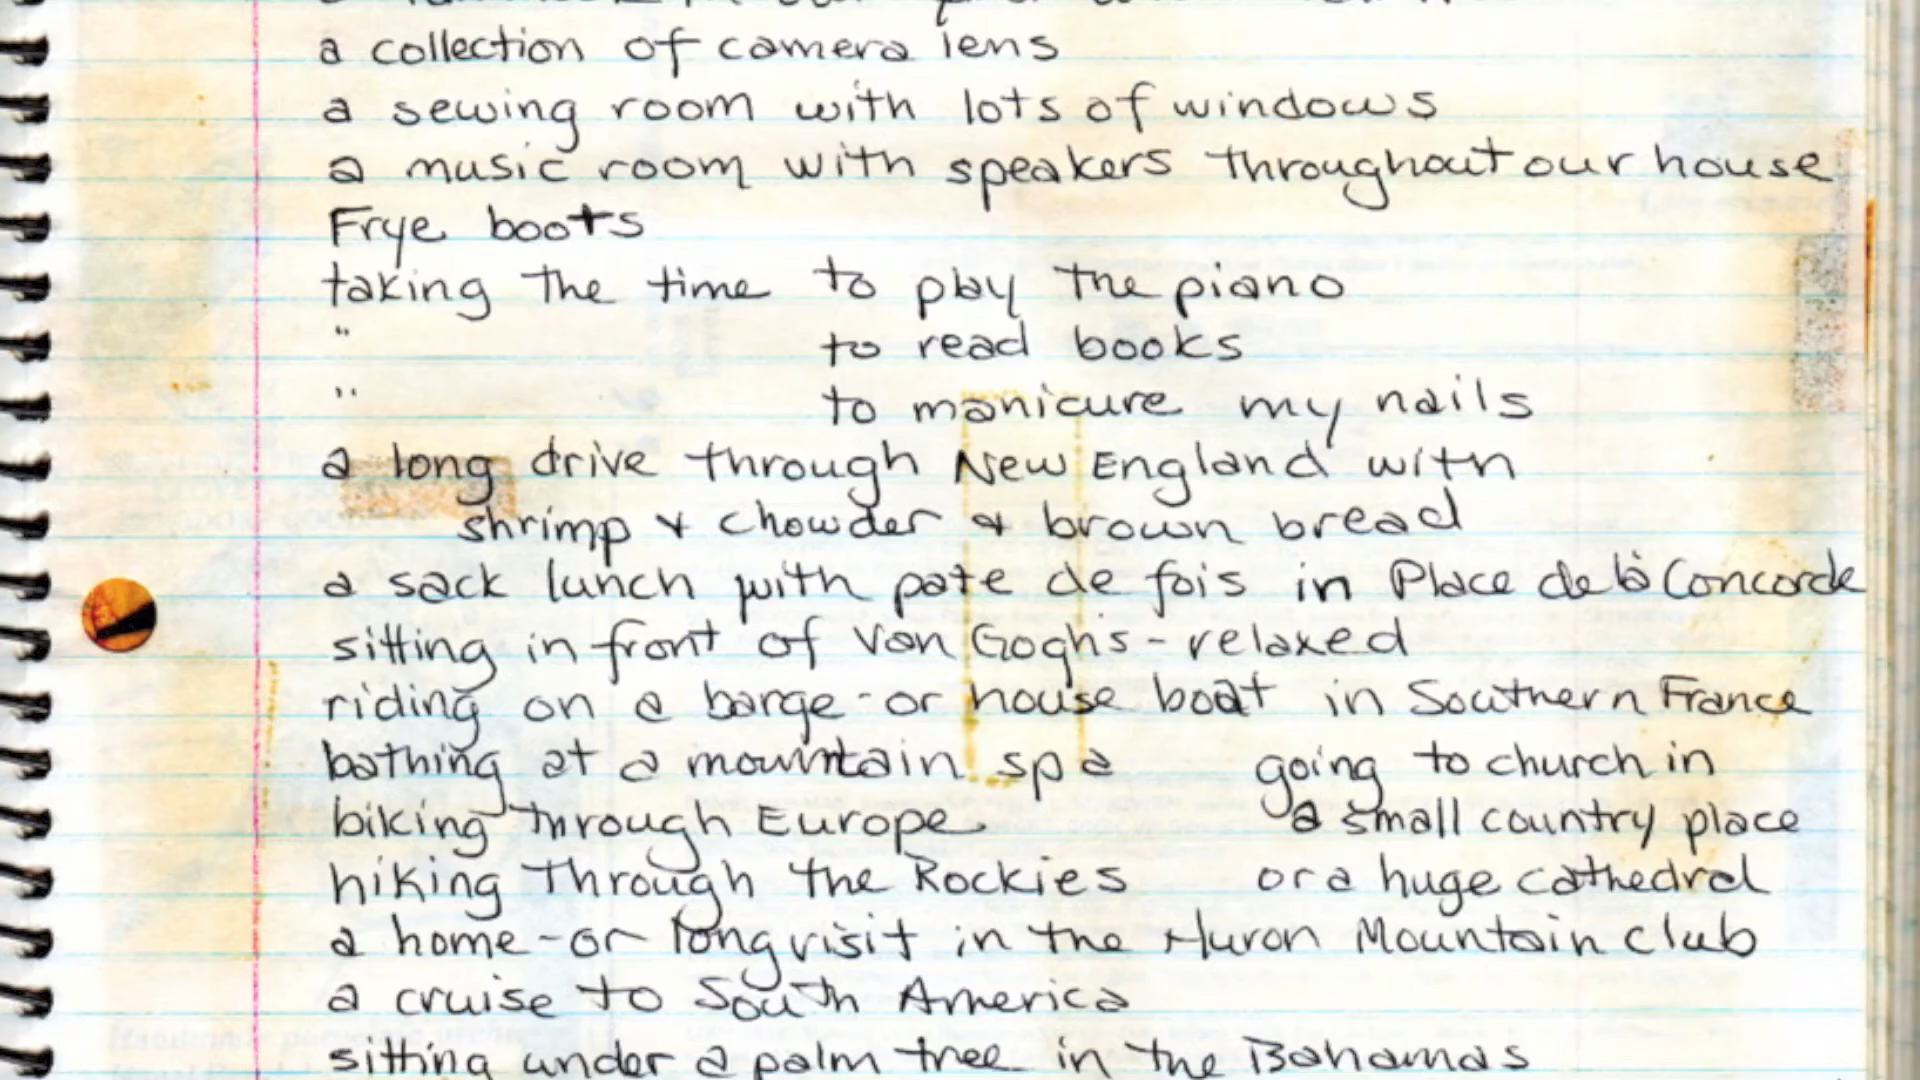 a collection of camera lens
a sewing room with lots of windows
a music room with speakers throughout our house
Frye boots
taking the time to play the piano
" to read books
" to manicure my nails
a long drive through New England with
shrimp & chowder & brown bread
a sack lunch with pate de fois in Place de la Concorde
sitting in front of Van Gogh's - relaxed
riding on a barge - or house boat in Southern France
bathing at a mountain spa
biking through Europe
hiking through the Rockies
going to church in
a small country place
or a huge cathedral
a home - or long visit in the Huron Mountain Club
a cruise to South America
sitting under a palm tree in the Bahamas